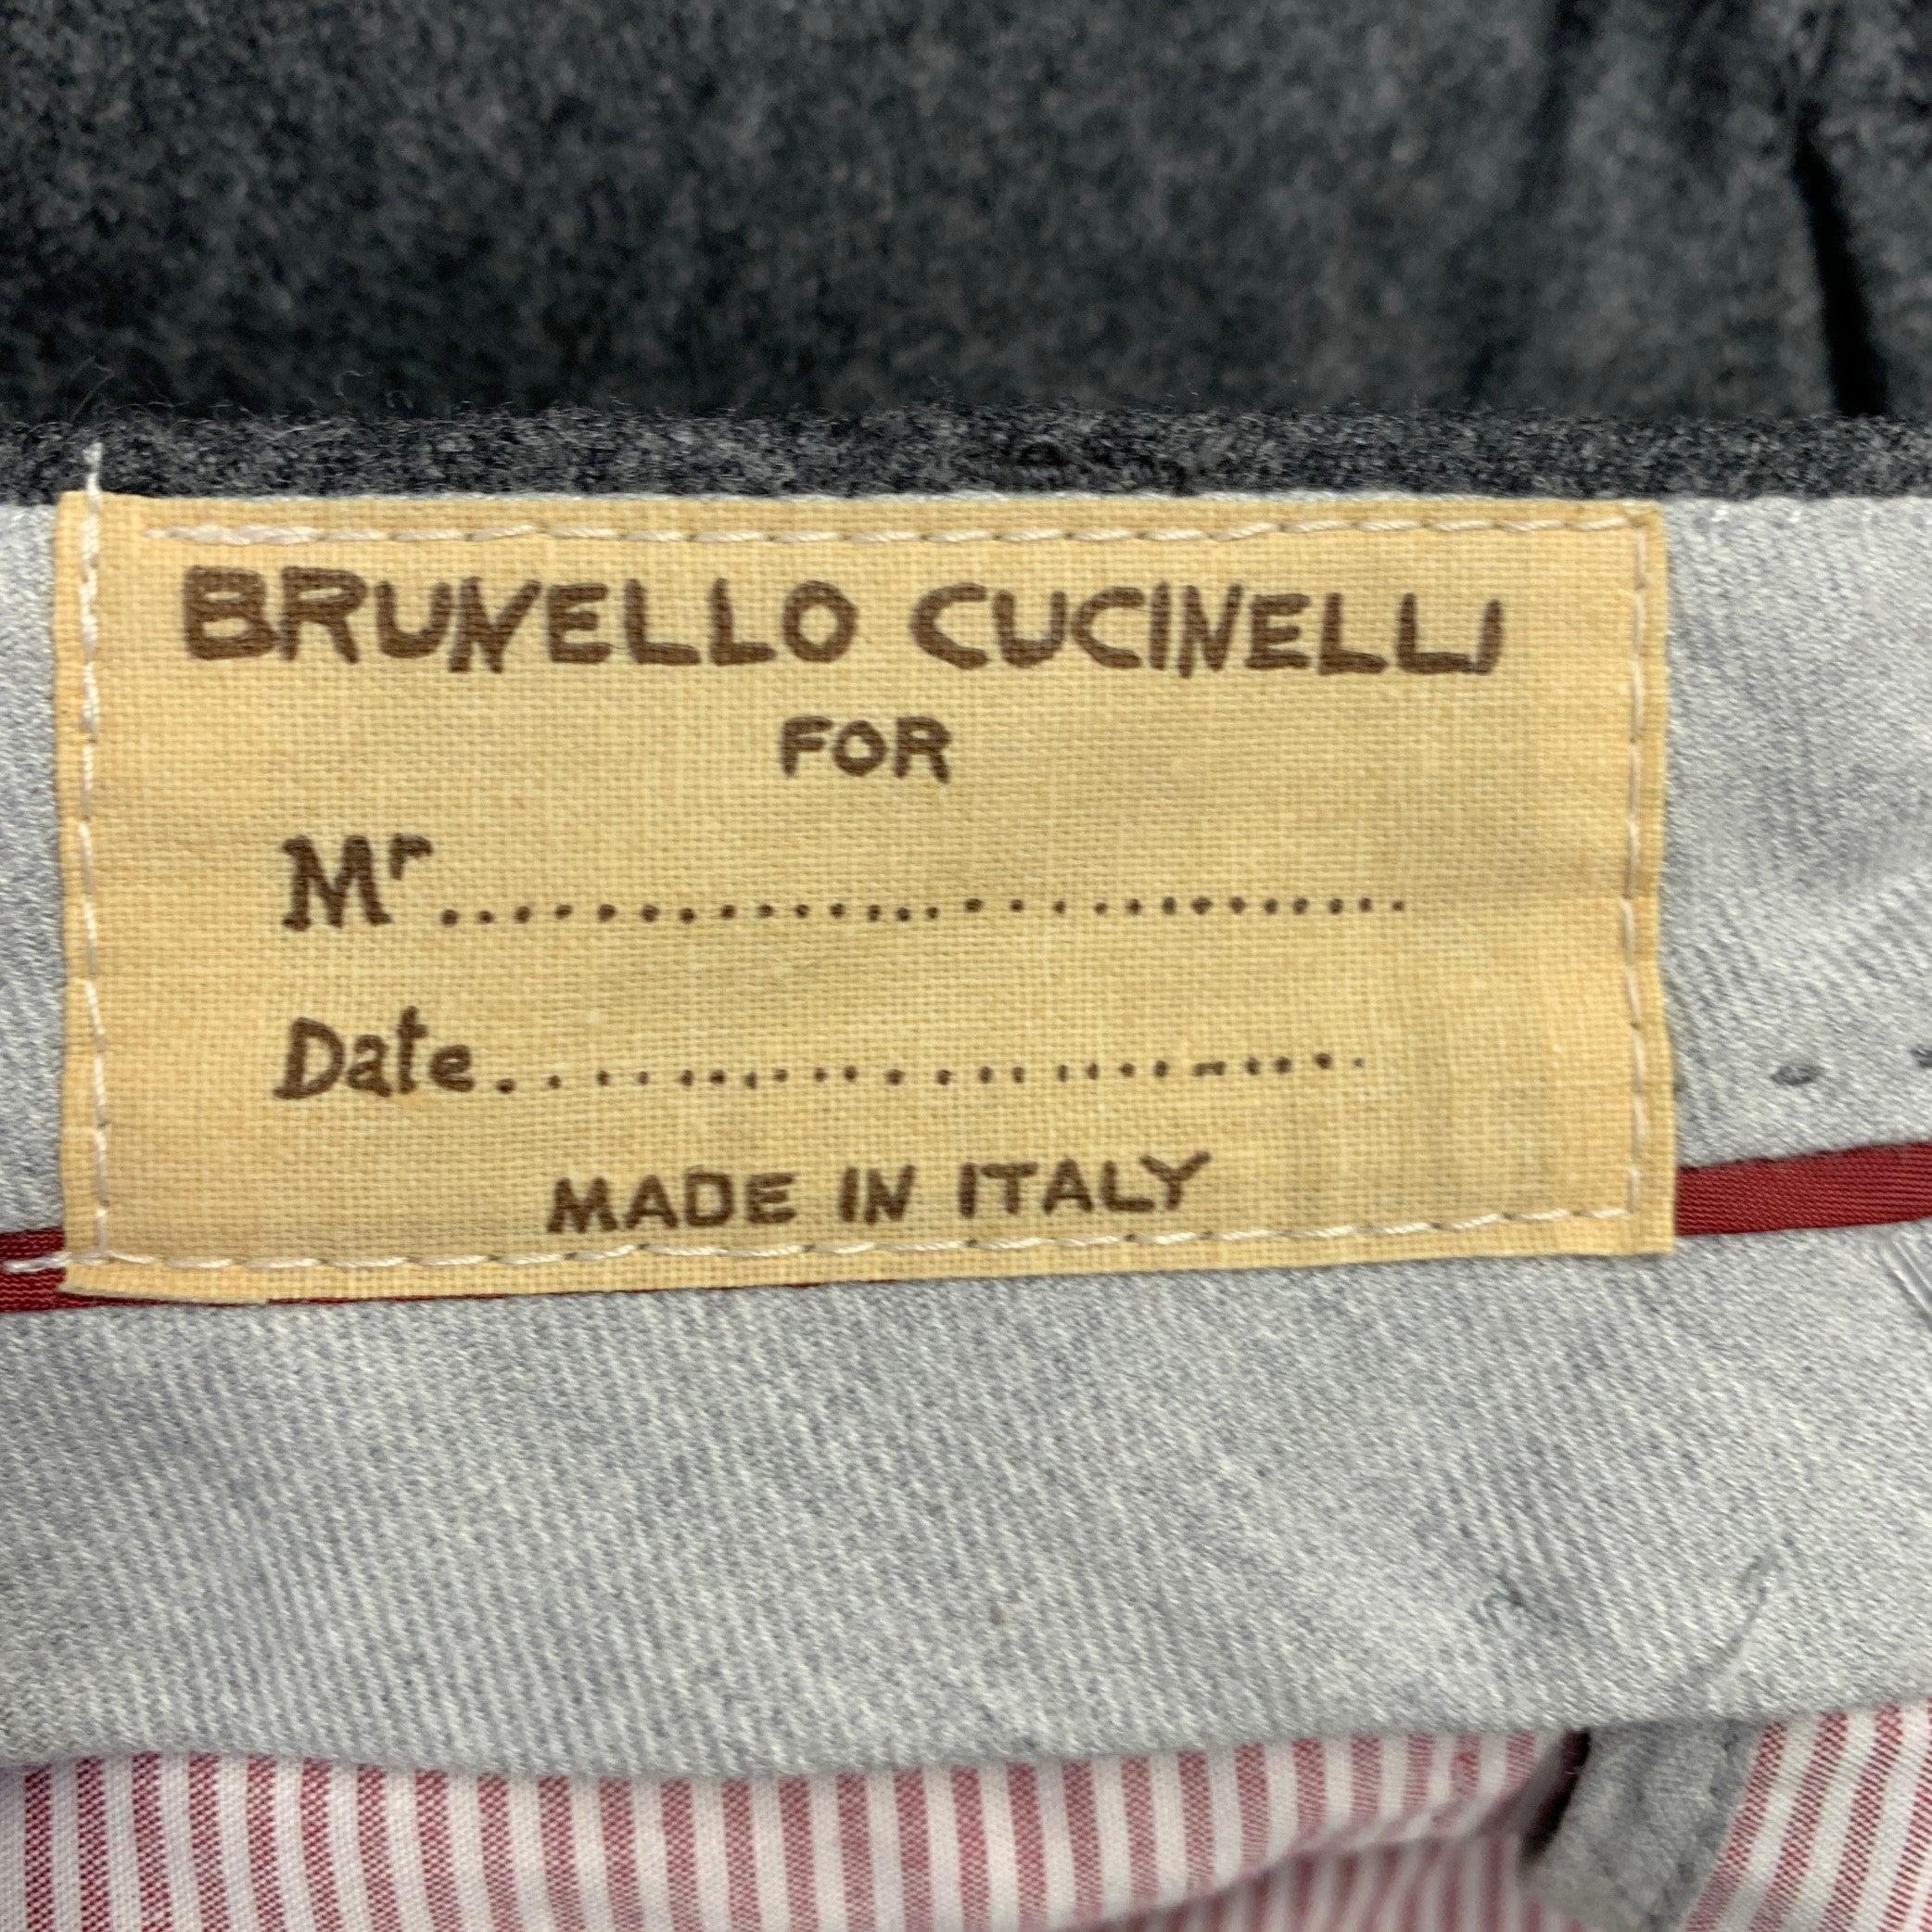 BRUNELLO CUCINELLI
FOR
Mr..........................
Date......................
MADE IN ITALY